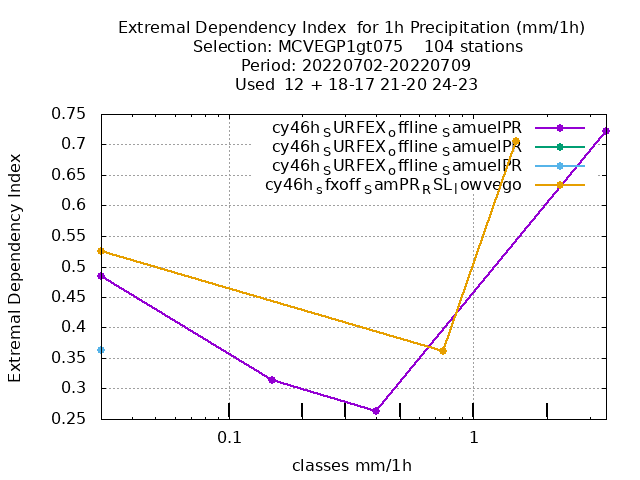 Extremal Dependency Index  for 1h Precipitation (mm/1h)
Selection: MCVEGP1gt075    104 stations
Period: 20220702-20220709
Used  12 + 18-17 21-20 24-23
cy46h_SURFEX_offline_SamuelPR
cy46h_SURFEX_offline_SamuelPR
cy46h_SURFEX_offline_SamuelPR
cy46h_sfxoff_SamPR_RSL_lowvego
0.75
0.7
0.65
0.6
0.55
0.5
0.45
0.4
0.35
0.3
0.25
Extremal Dependency Index
0.1
1
classes mm/1h